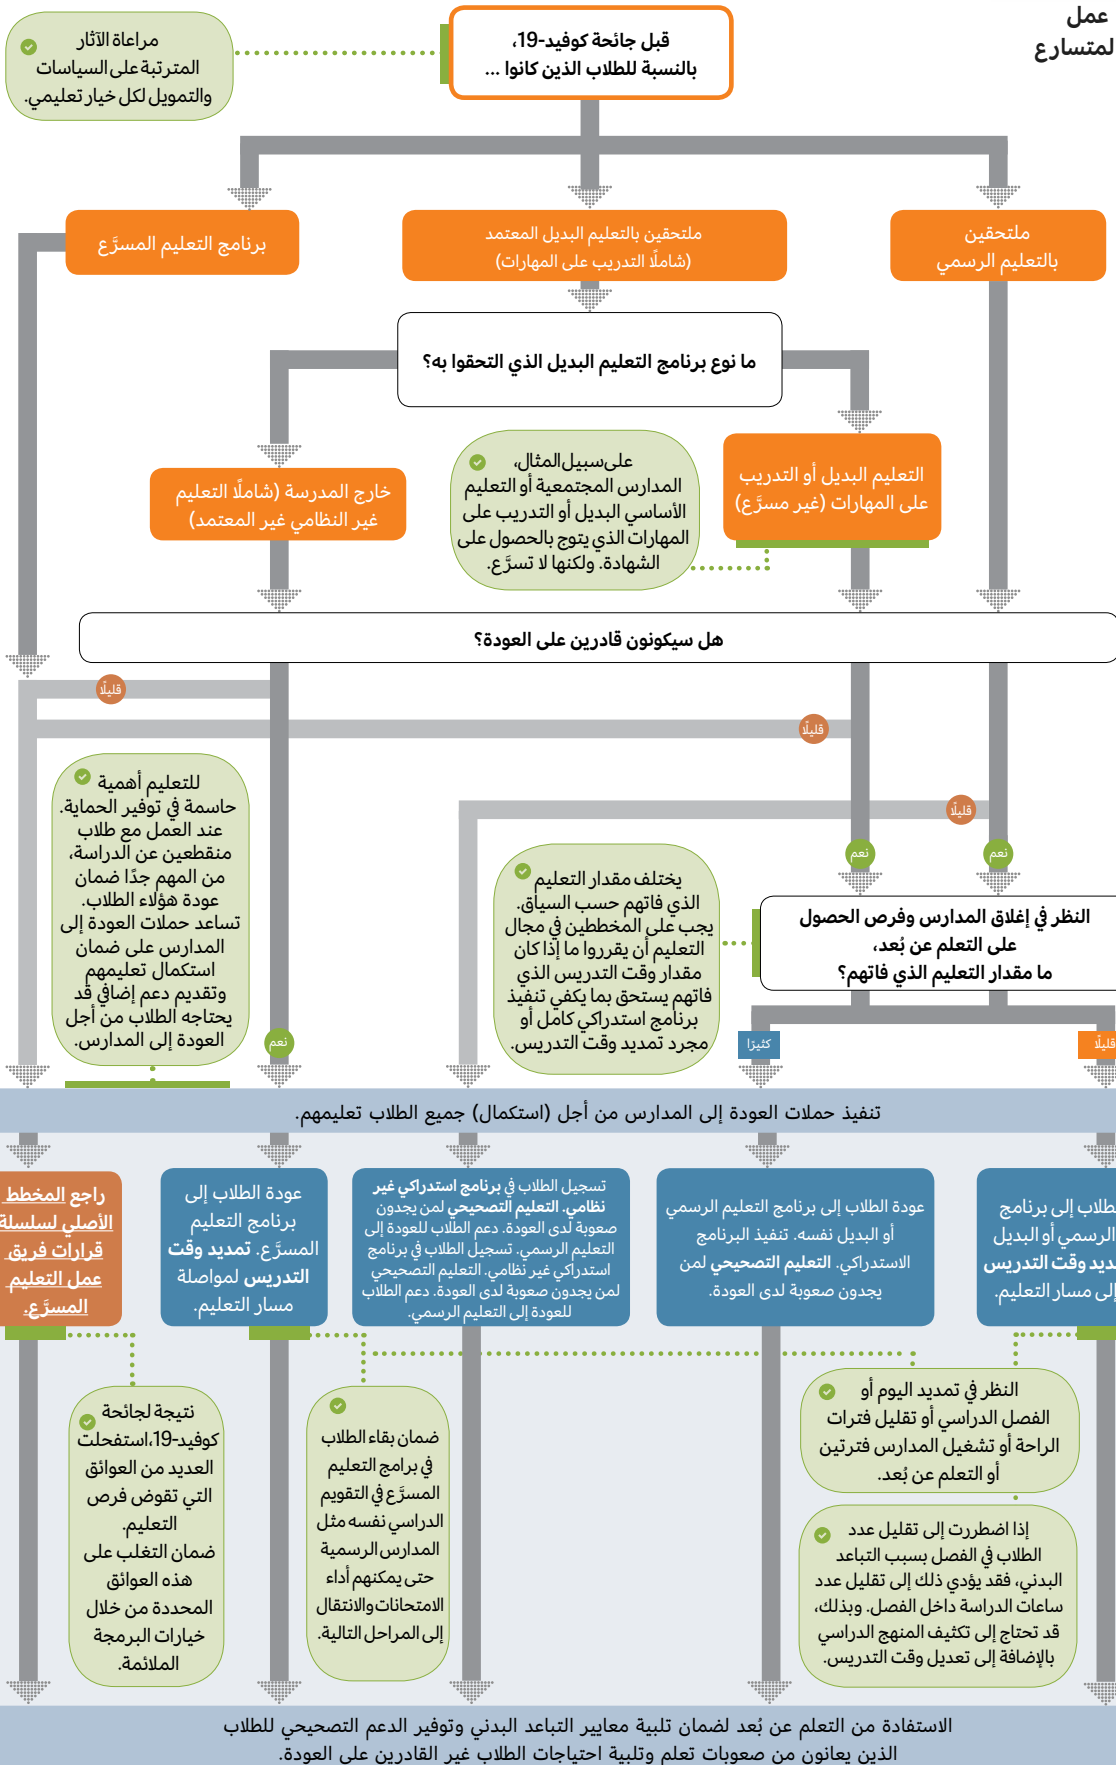 عمل
لمتسارع
قبل جائحة كوفيد-19،
بالنسبة للطلاب الذين كانوا ...
مراعاة الآثار
المترتبة على السياسات
والتمويل لكل خيار تعليمي.
ملتحقين
بالتعليم الرسمي
ملتحقين بالتعليم البديل المعتمد
(شاملًا التدريب على المهارات)
برنامج التعليم المسرَّع
ما نوع برنامج التعليم البديل الذي التحقوا به؟
التعليم البديل أو التدريب
على المهارات (غير مسرَّع)
على سبيل المثال،
المدارس المجتمعية أو التعليم
الأساسي البديل أو التدريب على
المهارات الذي يتوج بالحصول على
الشهادة. ولكنها لا تسرَّع.
خارج المدرسة (شاملًا التعليم
غير النظامي غير المعتمد)
هل سيكونون قادرين على العودة؟
قليلًا
قليلًا
قليلًا
نعم
نعم
للتعليم أهمية
حاسمة في توفير الحماية.
عند العمل مع طلاب
منقطعين عن الدراسة،
من المهم جدًا ضمان
عودة هؤلاء الطلاب.
تساعد حملات العودة إلى
المدارس على ضمان
استكمال تعليمهم
وتقديم دعم إضافي قد
يحتاجه الطلاب من أجل
العودة إلى المدارس.
نعم
يختلف مقدار التعليم
الذي فاتهم حسب السياق.
يجب على المخططين في مجال
التعليم أن يقرروا ما إذا كان
مقدار وقت التدريس الذي
فاتهم يستحق بما يكفي تنفيذ
برنامج استدراكي كامل أو
مجرد تمديد وقت التدريس.
النظر في إغلاق المدارس وفرص الحصول
على التعلم عن بُعد،
ما مقدار التعليم الذي فاتهم؟
قليلًا
كثيرًا
تنفيذ حملات العودة إلى المدارس من أجل (استكمال) جميع الطلاب تعليمهم.
طلاب إلى برنامج
الرسمي أو البديل
مديد وقت التدريس
إلى مسار التعليم.
عودة الطلاب إلى برنامج التعليم الرسمي
أو البديل نفسه. تنفيذ البرنامج
الاستدراكي. التعليم التصحيحي لمن
يجدون صعوبة لدى العودة.
تسجيل الطلاب في برنامج استدراكي غير
نظامي. التعليم التصحيحي لمن يجدون
صعوبة لدى العودة. دعم الطلاب للعودة إلى
التعليم الرسمي. تسجيل الطلاب في برنامج
استدراكي غير نظامي. التعليم التصحيحي
لمن يجدون صعوبة لدى العودة. دعم الطلاب
للعودة إلى التعليم الرسمي.
عودة الطلاب إلى
برنامج التعليم
المسرَّع. تمديد وقت
التدريس لمواصلة
مسار التعليم.
راجع المخطط
الأصلي لسلسلة
قرارات فريق
عمل التعليم
المسرَّع.
النظر في تمديد اليوم أو
الفصل الدراسي أو تقليل فترات
الراحة أو تشغيل المدارس فترتين
أو التعلم عن بُعد.
إذا اضطررت إلى تقليل عدد
الطلاب في الفصل بسبب التباعد
البدني، فقد يؤدي ذلك إلى تقليل عدد
ساعات الدراسة داخل الفصل. وبذلك،
قد تحتاج إلى تكثيف المنهج الدراسي
بالإضافة إلى تعديل وقت التدريس.
ضمان بقاء الطلاب
في برامج التعليم
المسرَّع في التقويم
الدراسي نفسه مثل
المدارس الرسمية
حتى يمكنهم أداء
الامتحانات والانتقال
إلى المراحل التالية.
نتيجة لجائحة
كوفيد-19، استفحلت
العديد من العوائق
التي تقوض فرص
التعليم.
ضمان التغلب على
هذه العوائق
المحددة من خلال
خيارات البرمجة
الملائمة.
الاستفادة من التعلم عن بُعد لضمان تلبية معايير التباعد البدني وتوفير الدعم التصحيحي للطلاب
الذين يعانون من صعوبات تعلم وتلبية احتياجات الطلاب غير القادرين على العودة.